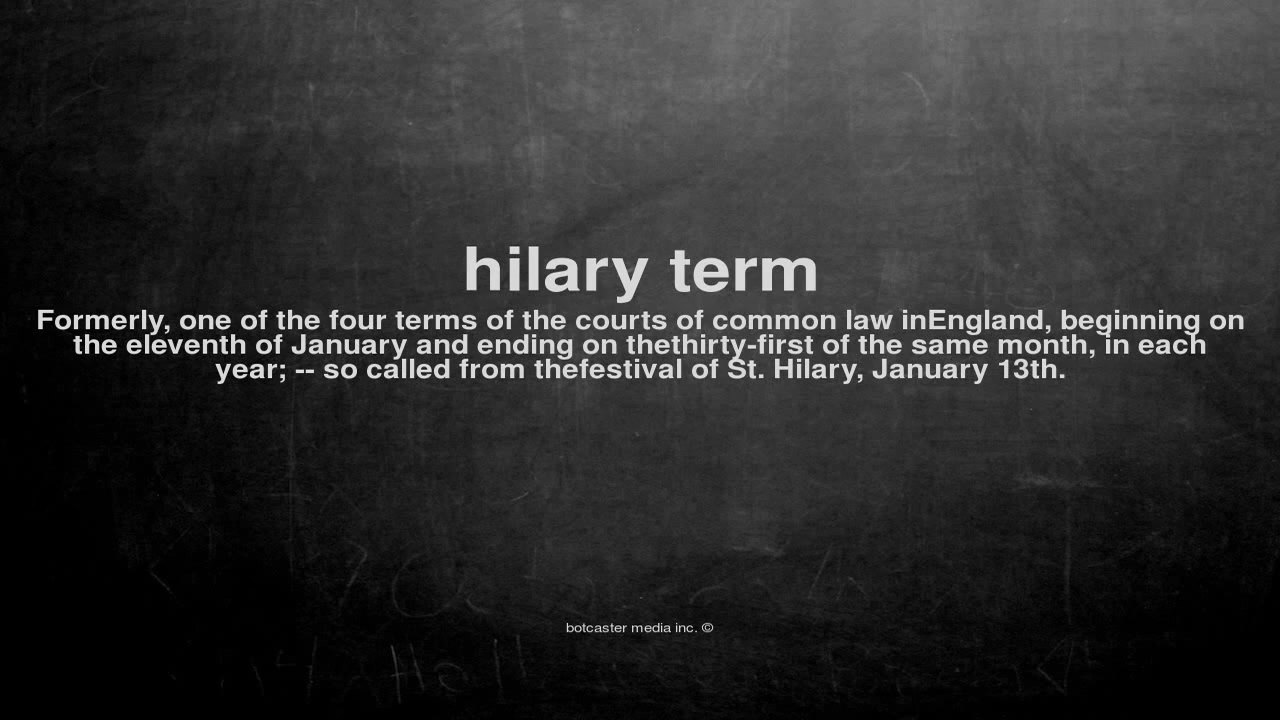 hilary term
Formerly, one of the four terms of the courts of common law inEngland, beginning on
the eleventh of January and ending on thethirty-first of the same month, in each
year; -- so called from thefestival of St. Hilary, January 13th.
botcaster media inc. ©